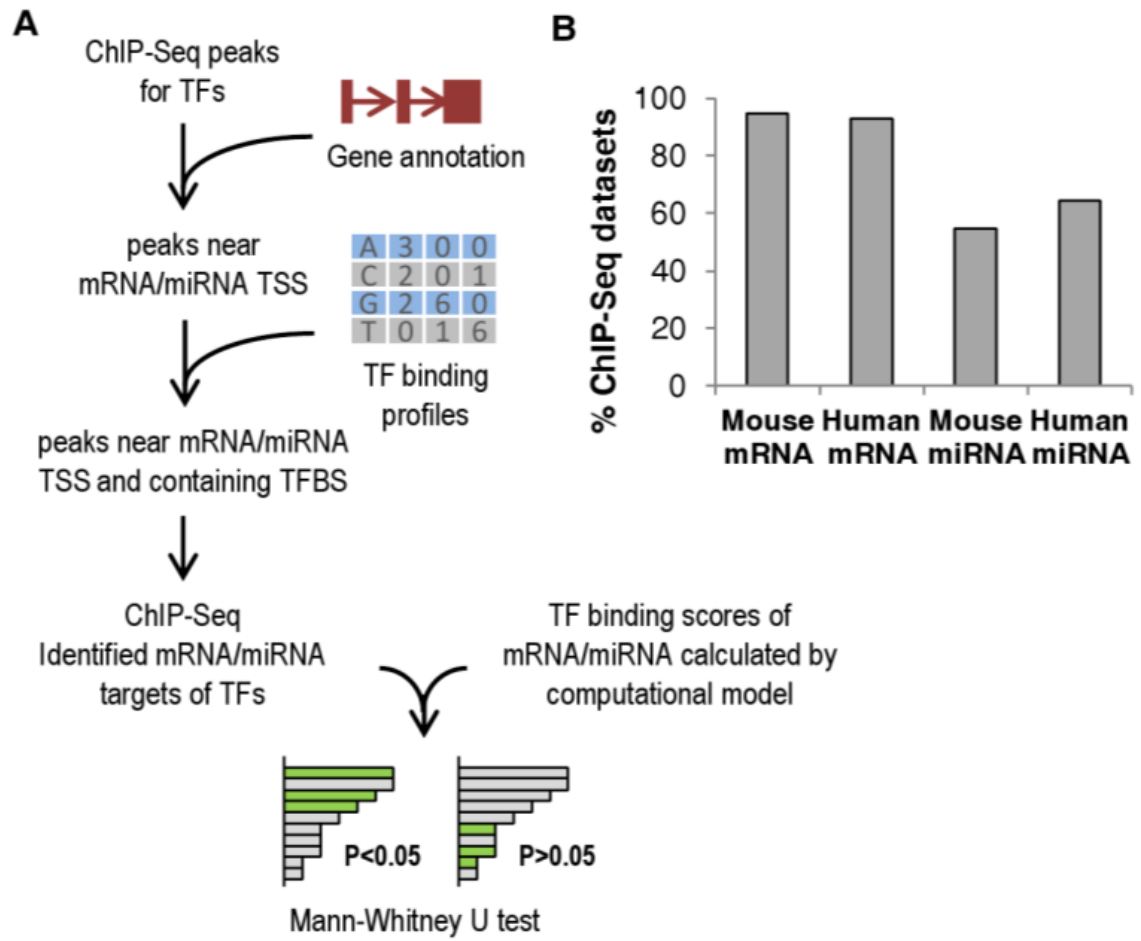 A
ChIP-Seq peaks
for TFs
Gene annotation
peaks near
mRNA/miRNA TSS
A 3 0 0
C 2 0 1
G 2 6 0
T 0 1 6
TF binding
profiles
peaks near mRNA/miRNA
TSS and containing TFBS
ChIP-Seq
Identified mRNA/miRNA
targets of TFs
TF binding scores of
mRNA/miRNA calculated by
computational model
P<0.05
P>0.05
Mann-Whitney U test
B
% ChIP-Seq datasets
100
80
60
40
20
0
Mouse Human Mouse Human
mRNA mRNA miRNA miRNA